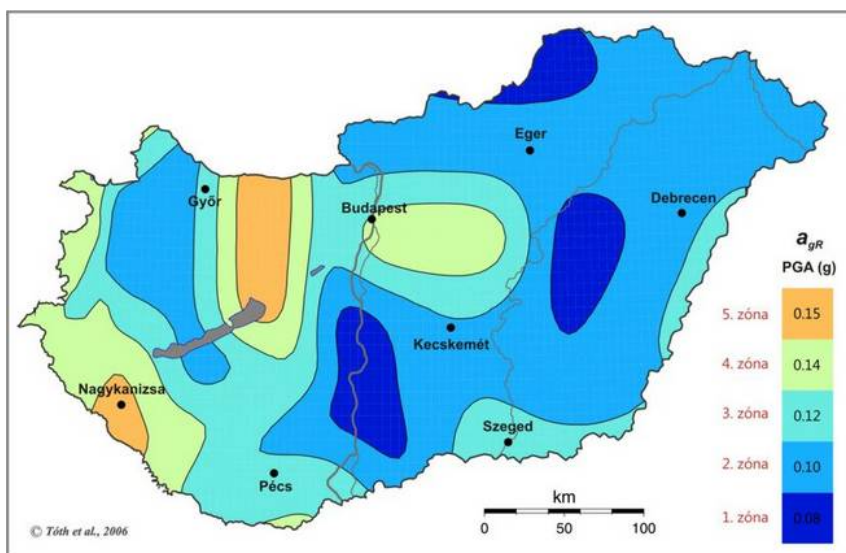 Eger
Győr
Budapest
Debrecen
Kecskemét
Nagykanizsa
Szeged
Pécs
a_gR
PGA (g)
5. zóna 0.15
4. zóna 0.14
3. zóna 0.12
2. zóna 0.10
1. zóna 0.08
km
0 50 100
© Tóth et al., 2006